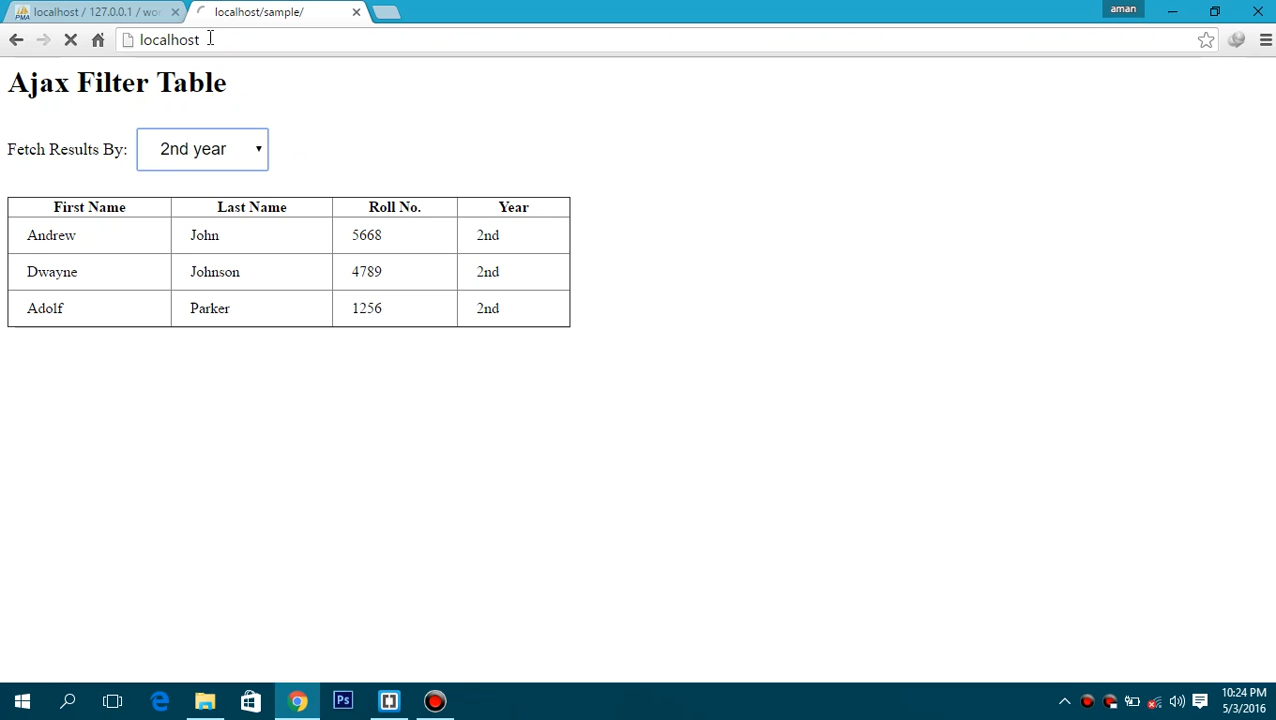 localhost / 127.0.0.1 / wor
localhost/sample/
aman
localhost
Ajax Filter Table
Fetch Results By: 2nd year
First Name Last Name Roll No. Year
Andrew John 5668 2nd
Dwayne Johnson 4789 2nd
Adolf Parker 1256 2nd
Ps
10:24 PM
5/3/2016